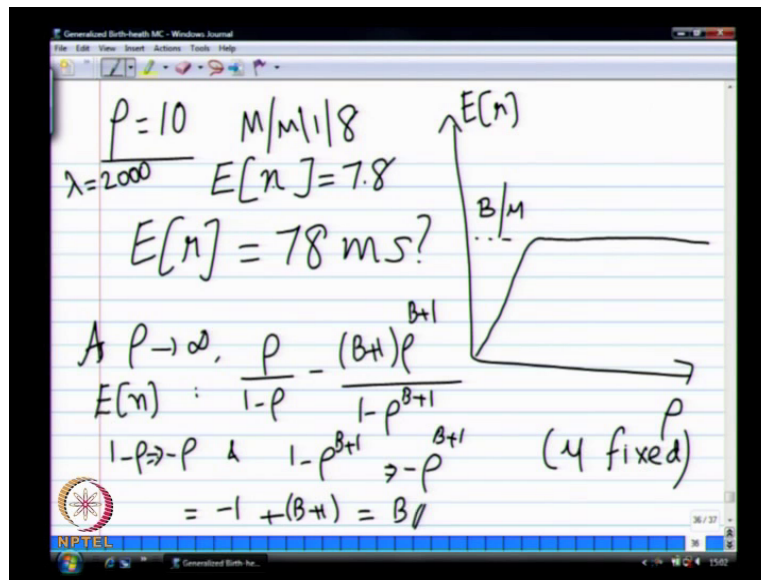 Generalized Birth-heath MC - Windows Journal
File Edit View Insert Actions Tools Help
ρ = 10 M/M/1/8
λ = 2000 E[n] = 7.8
E[r] = 78 ms?
E[r]
B/μ
ρ
(μ fixed)
A ρ → ∞, ρ/(1-ρ) - (B+1)ρ^(B+1)/(1-ρ^(B+1))
E[n] :
1-ρ ⇒ -ρ & 1-ρ^(B+1) ⇒ -ρ^(B+1)
= -1 + (B+1) = B
36/37
36
NPTEL
Generalized Birth-he...
1502